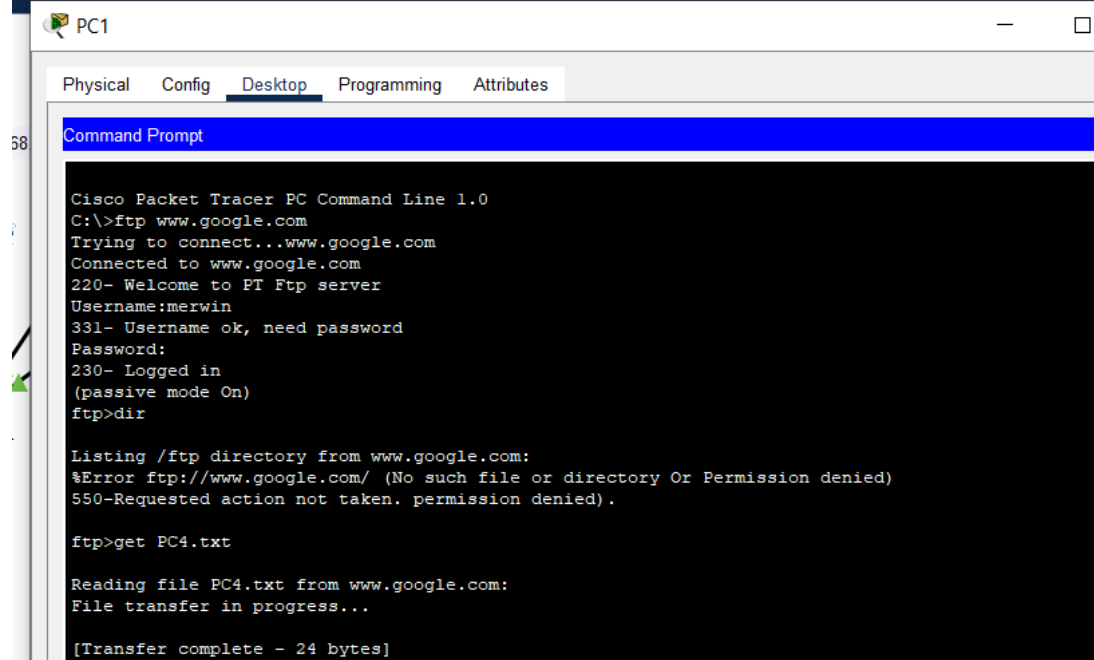 PC1
Physical Config Desktop Programming Attributes
68
Command Prompt
Cisco Packet Tracer PC Command Line 1.0
C:\>ftp www.google.com
Trying to connect...www.google.com
Connected to www.google.com
220- Welcome to PT Ftp server
Username:merwin
331- Username ok, need password
Password:
230- Logged in
(passive mode On)
ftp>dir
Listing /ftp directory from www.google.com:
%Error ftp://www.google.com/ (No such file or directory Or Permission denied)
550-Requested action not taken. permission denied).
ftp>get PC4.txt
Reading file PC4.txt from www.google.com:
File transfer in progress...
[Transfer complete - 24 bytes]